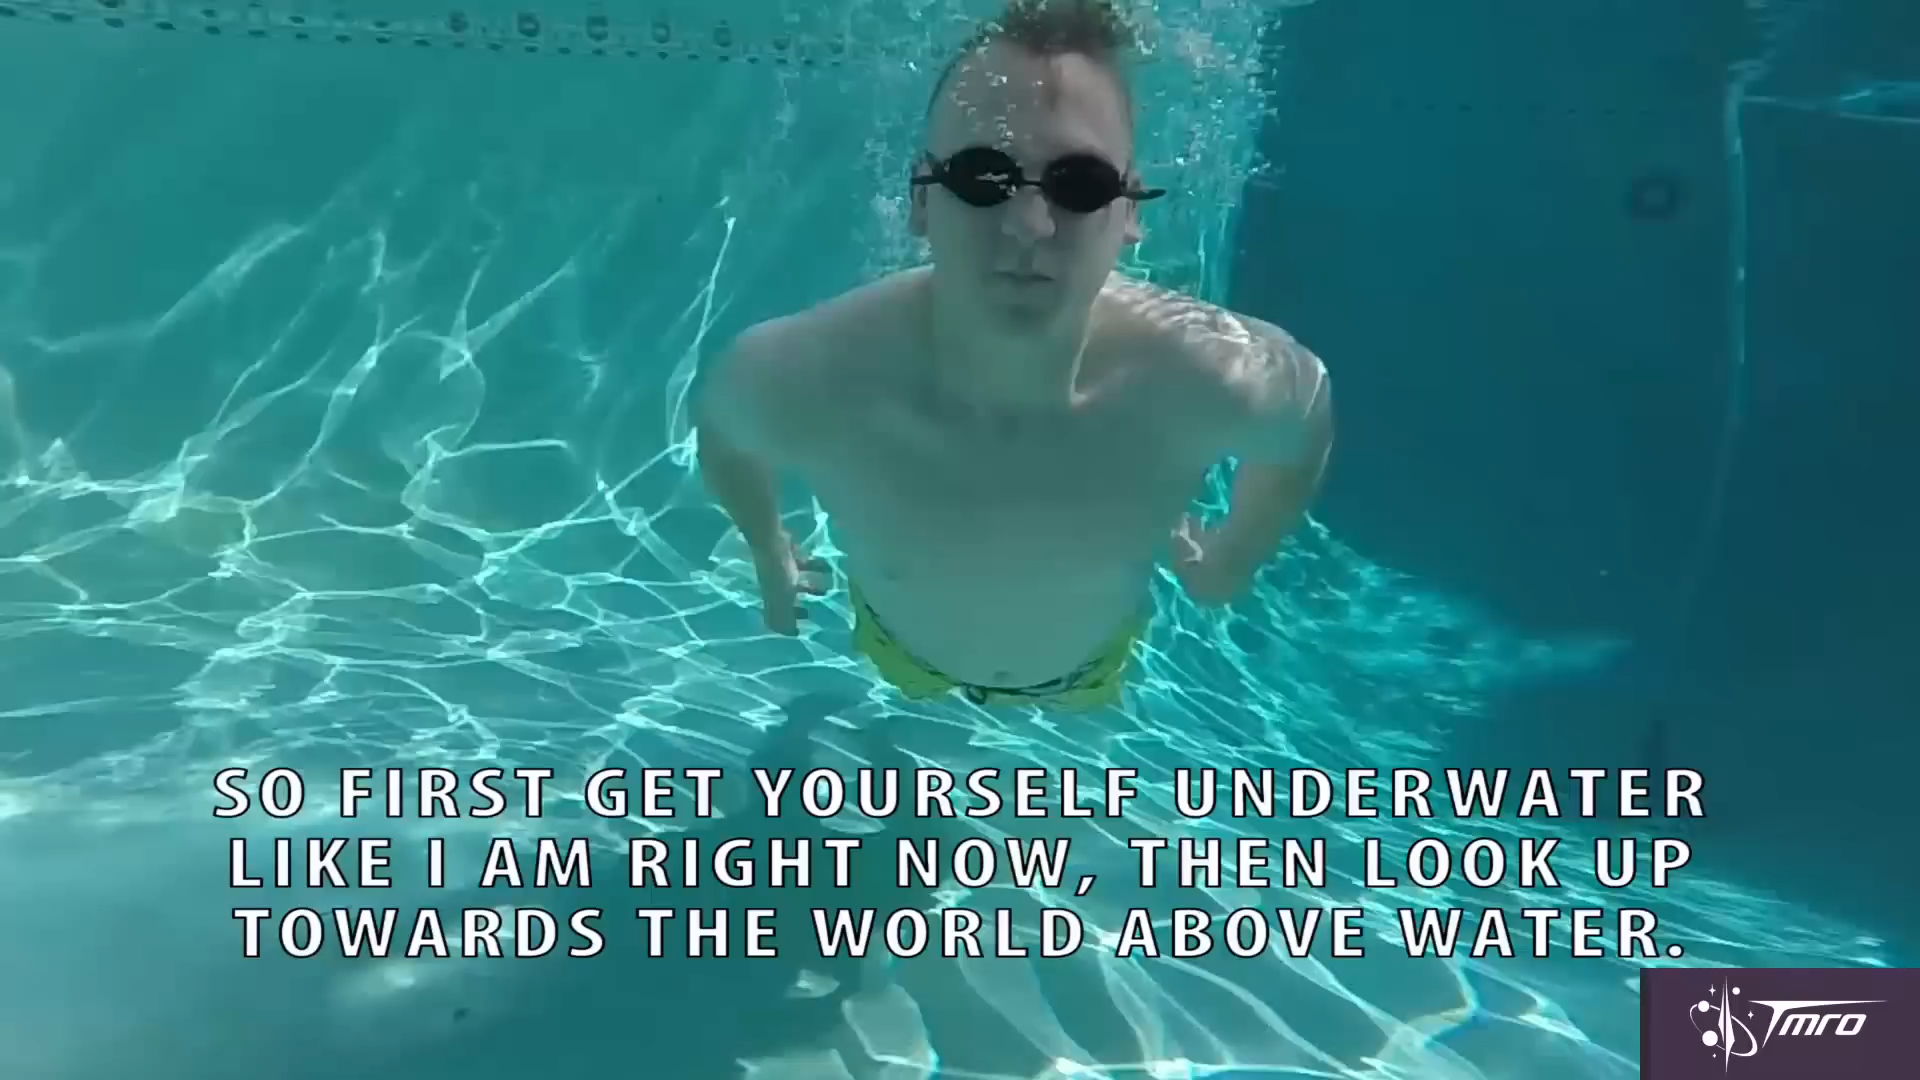 SO FIRST GET YOURSELF UNDERWATER
LIKE I AM RIGHT NOW, THEN LOOK UP
TOWARDS THE WORLD ABOVE WATER.
Tmro